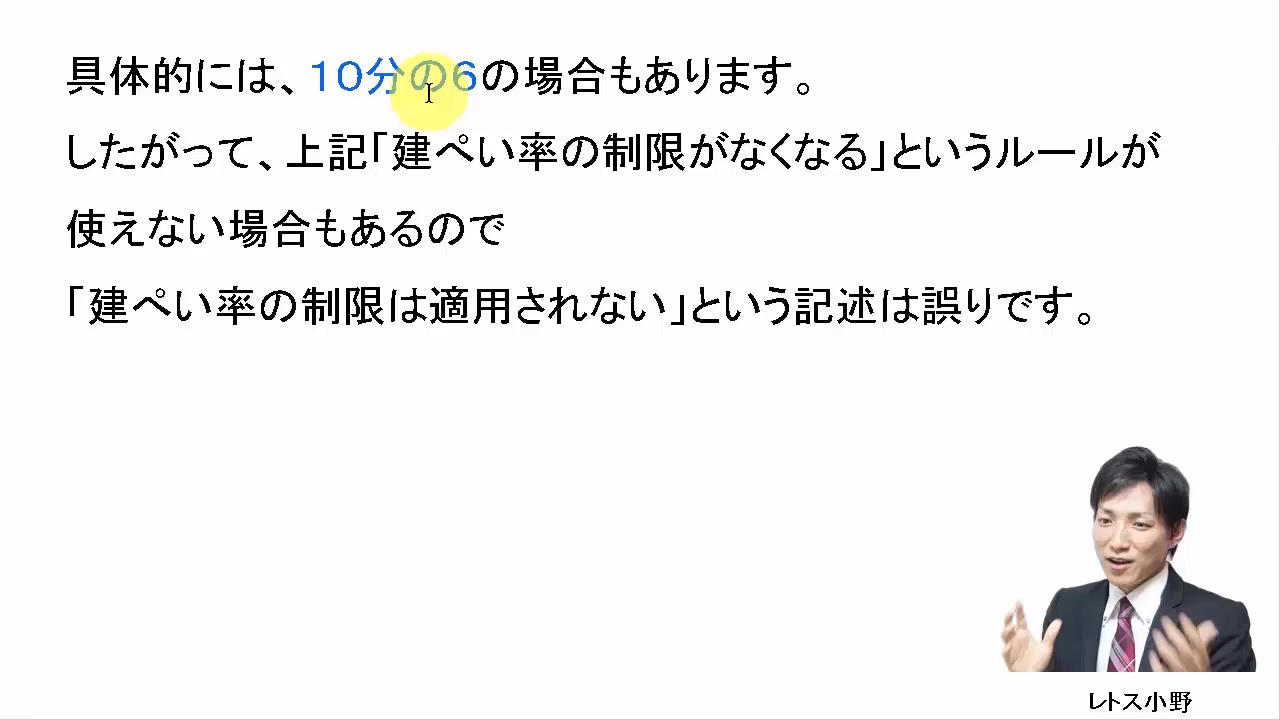 具体的には、１０分の６の場合もあります。
したがって、上記「建ぺい率の制限がなくなる」というルールが
使えない場合もあるので
「建ぺい率の制限は適用されない」という記述は誤りです。
レトス小野